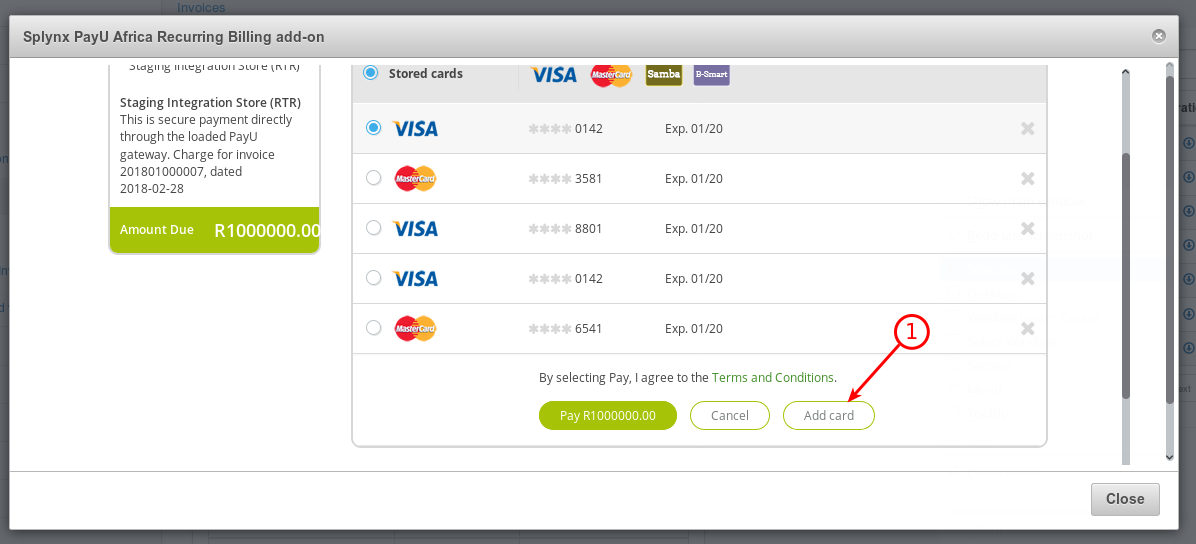 Invoices
Splynx PayU Africa Recurring Billing add-on
Staging Integration Store (RTR)
Staging Integration Store (RTR)
This is secure payment directly
through the loaded PayU
gateway. Charge for invoice
201801000007, dated
2018-02-28
Amount Due R1000000.00
Stored cards VISA MasterCard Samba B-Smart
VISA **** 0142 Exp. 01/20
MasterCard **** 3581 Exp. 01/20
VISA **** 8801 Exp. 01/20
VISA **** 0142 Exp. 01/20
MasterCard **** 6541 Exp. 01/20
1
By selecting Pay, I agree to the Terms and Conditions.
Pay R1000000.00 Cancel Add card
Close